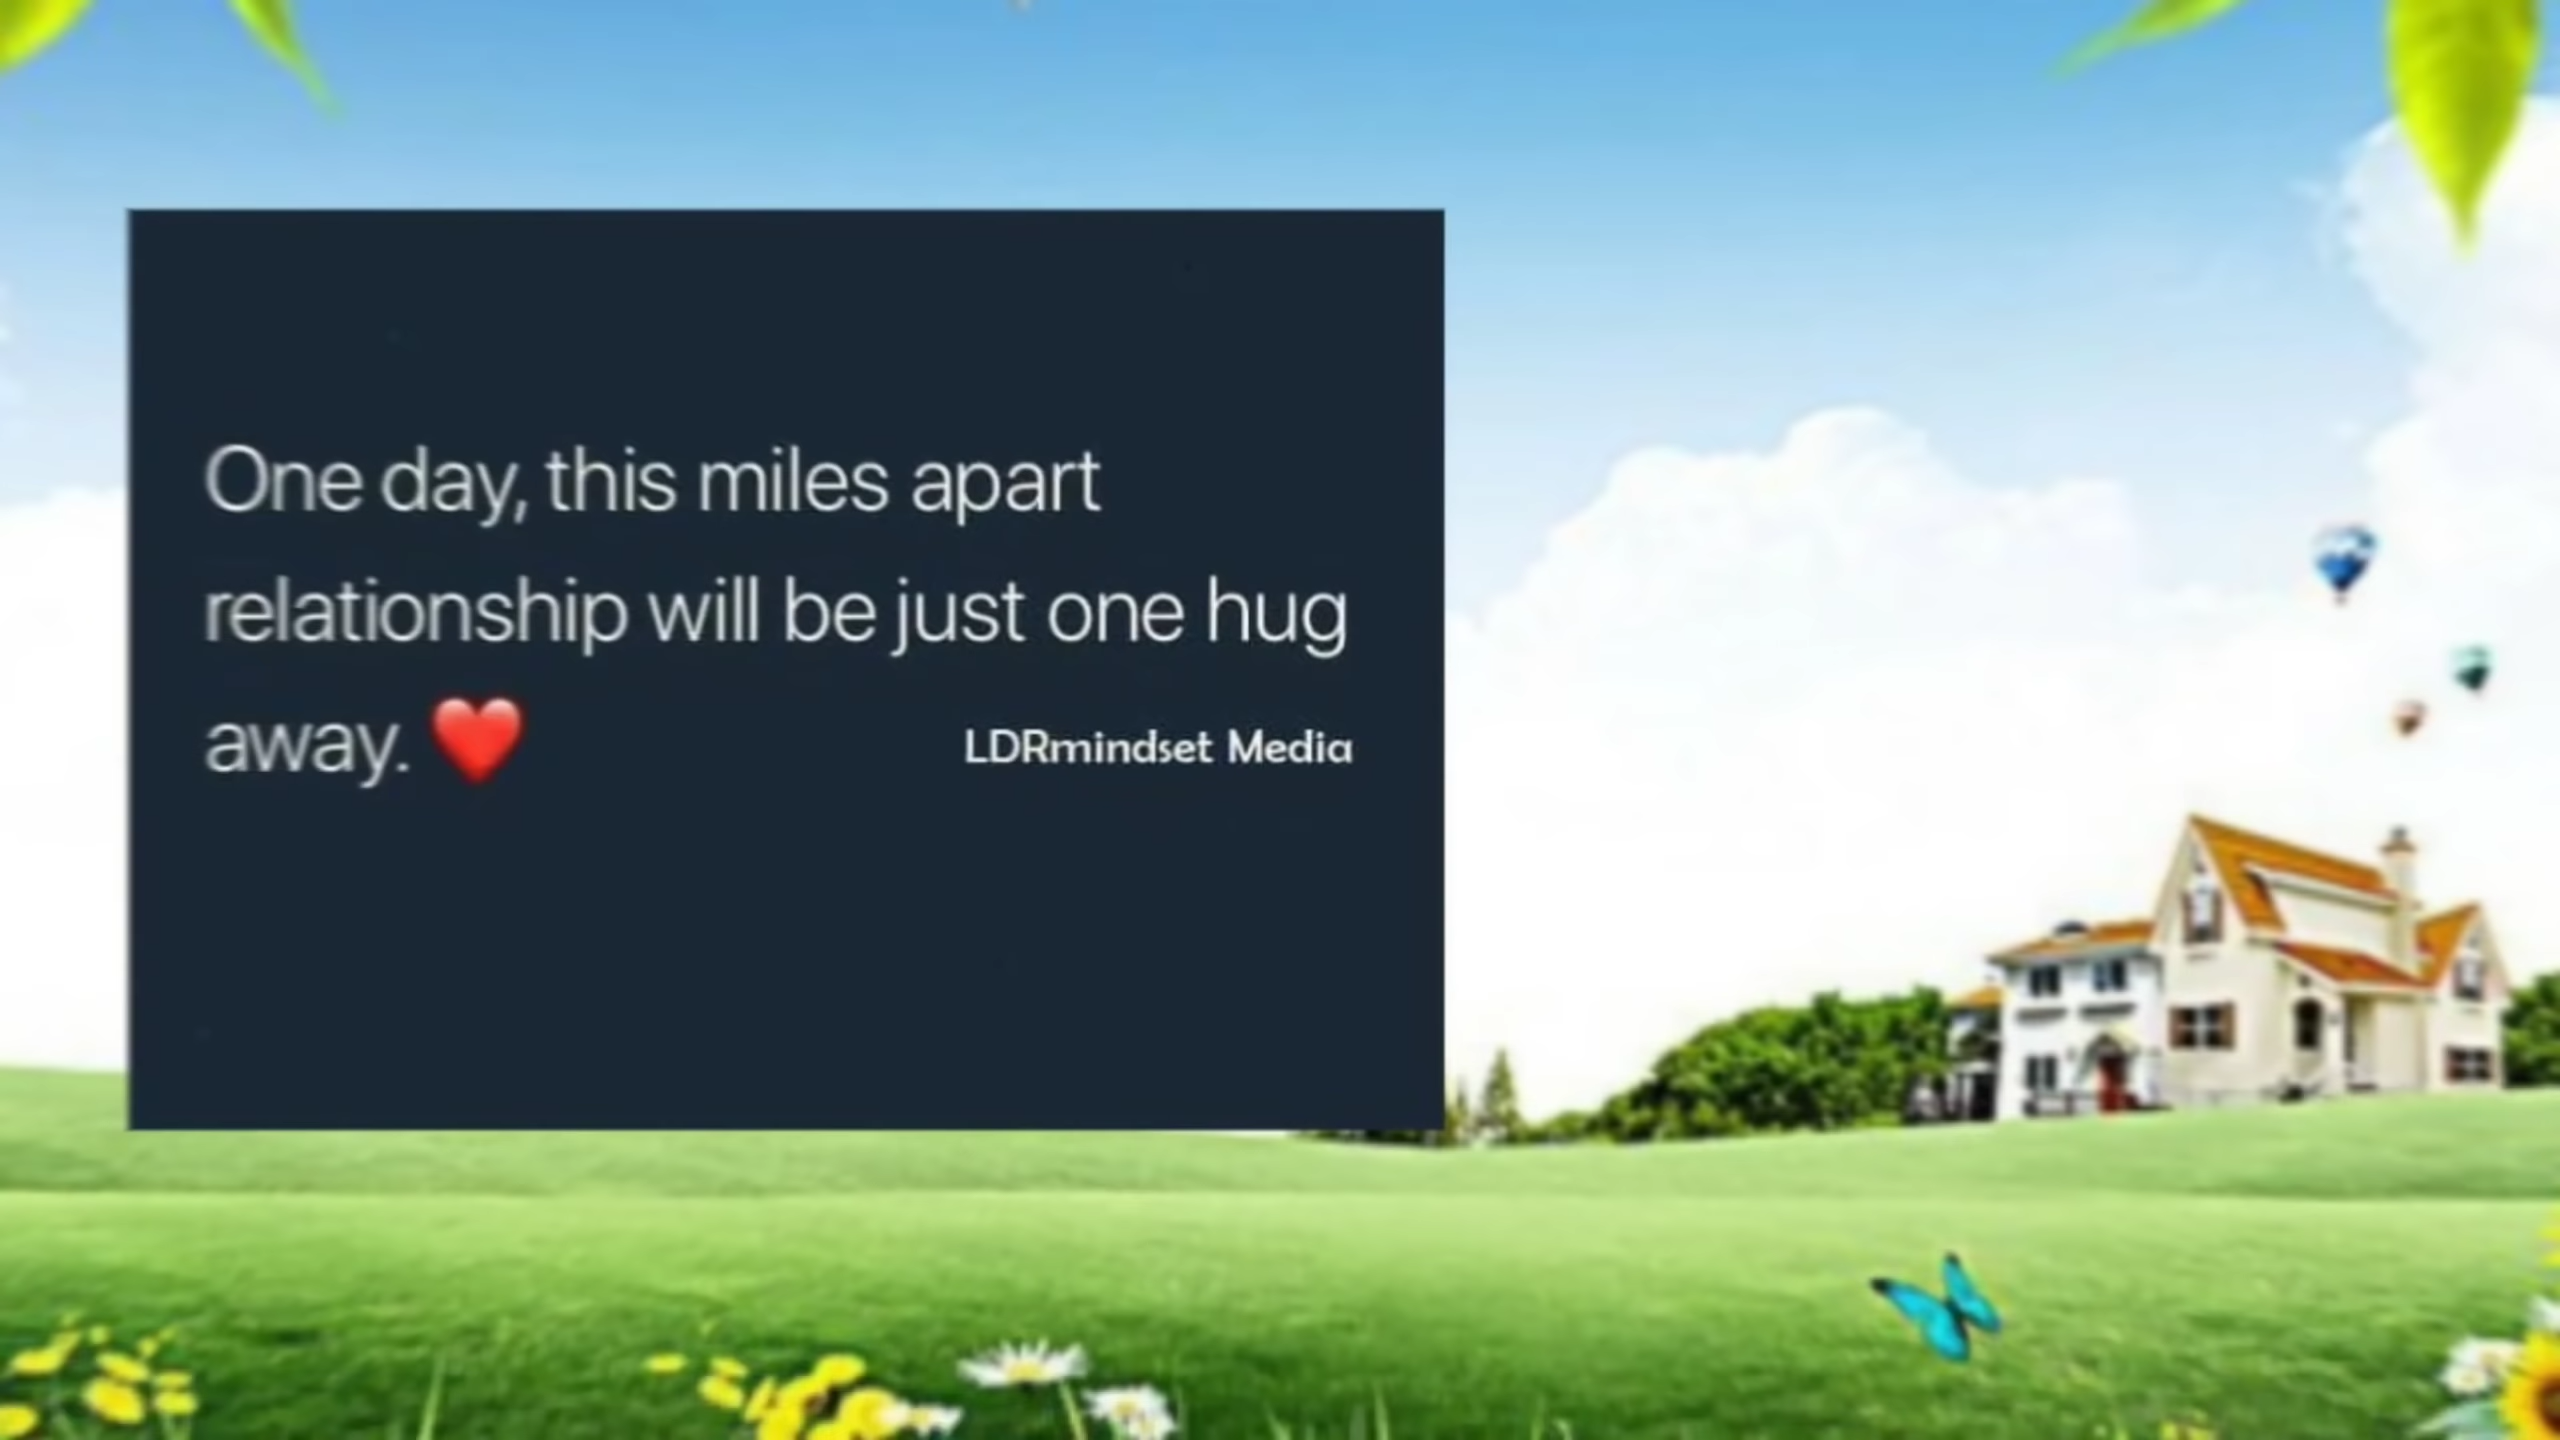 One day, this miles apart
relationship will be just one hug
away. ❤️
LDRmindset Media